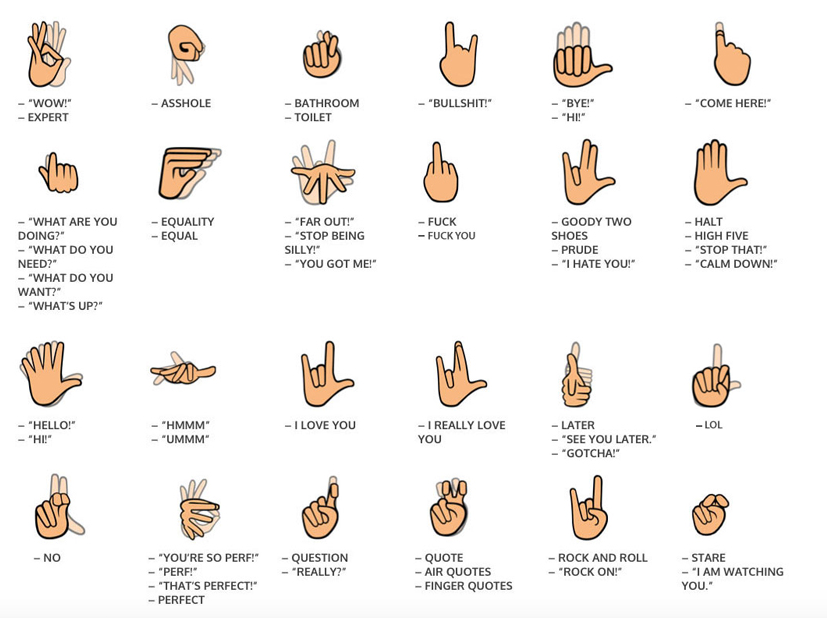 – "WOW!"
– EXPERT
– ASSHOLE
– BATHROOM
– TOILET
– "BULLSHIT!"
– "BYE!"
– "HI!"
– "COME HERE!"
– "WHAT ARE YOU
DOING?"
– "WHAT DO YOU
NEED?"
– "WHAT DO YOU
WANT?"
– "WHAT'S UP?"
– EQUALITY
– EQUAL
– "FAR OUT!"
– "STOP BEING
SILLY!"
– "YOU GOT ME!"
– FUCK
– FUCK YOU
– GOODY TWO
SHOES
– PRUDE
– "I HATE YOU!"
– HALT
– HIGH FIVE
– "STOP THAT!"
– "CALM DOWN!"
– "HELLO!"
– "HI!"
– "HMMM"
– "UMMM"
– I LOVE YOU
– I REALLY LOVE
YOU
– LATER
– "SEE YOU LATER."
– "GOTCHA!"
– LOL
– NO
– "YOU'RE SO PERF!"
– "PERF!"
– "THAT'S PERFECT!"
– PERFECT
– QUESTION
– "REALLY?"
– QUOTE
– AIR QUOTES
– FINGER QUOTES
– ROCK AND ROLL
– "ROCK ON!"
– STARE
– "I AM WATCHING
YOU."